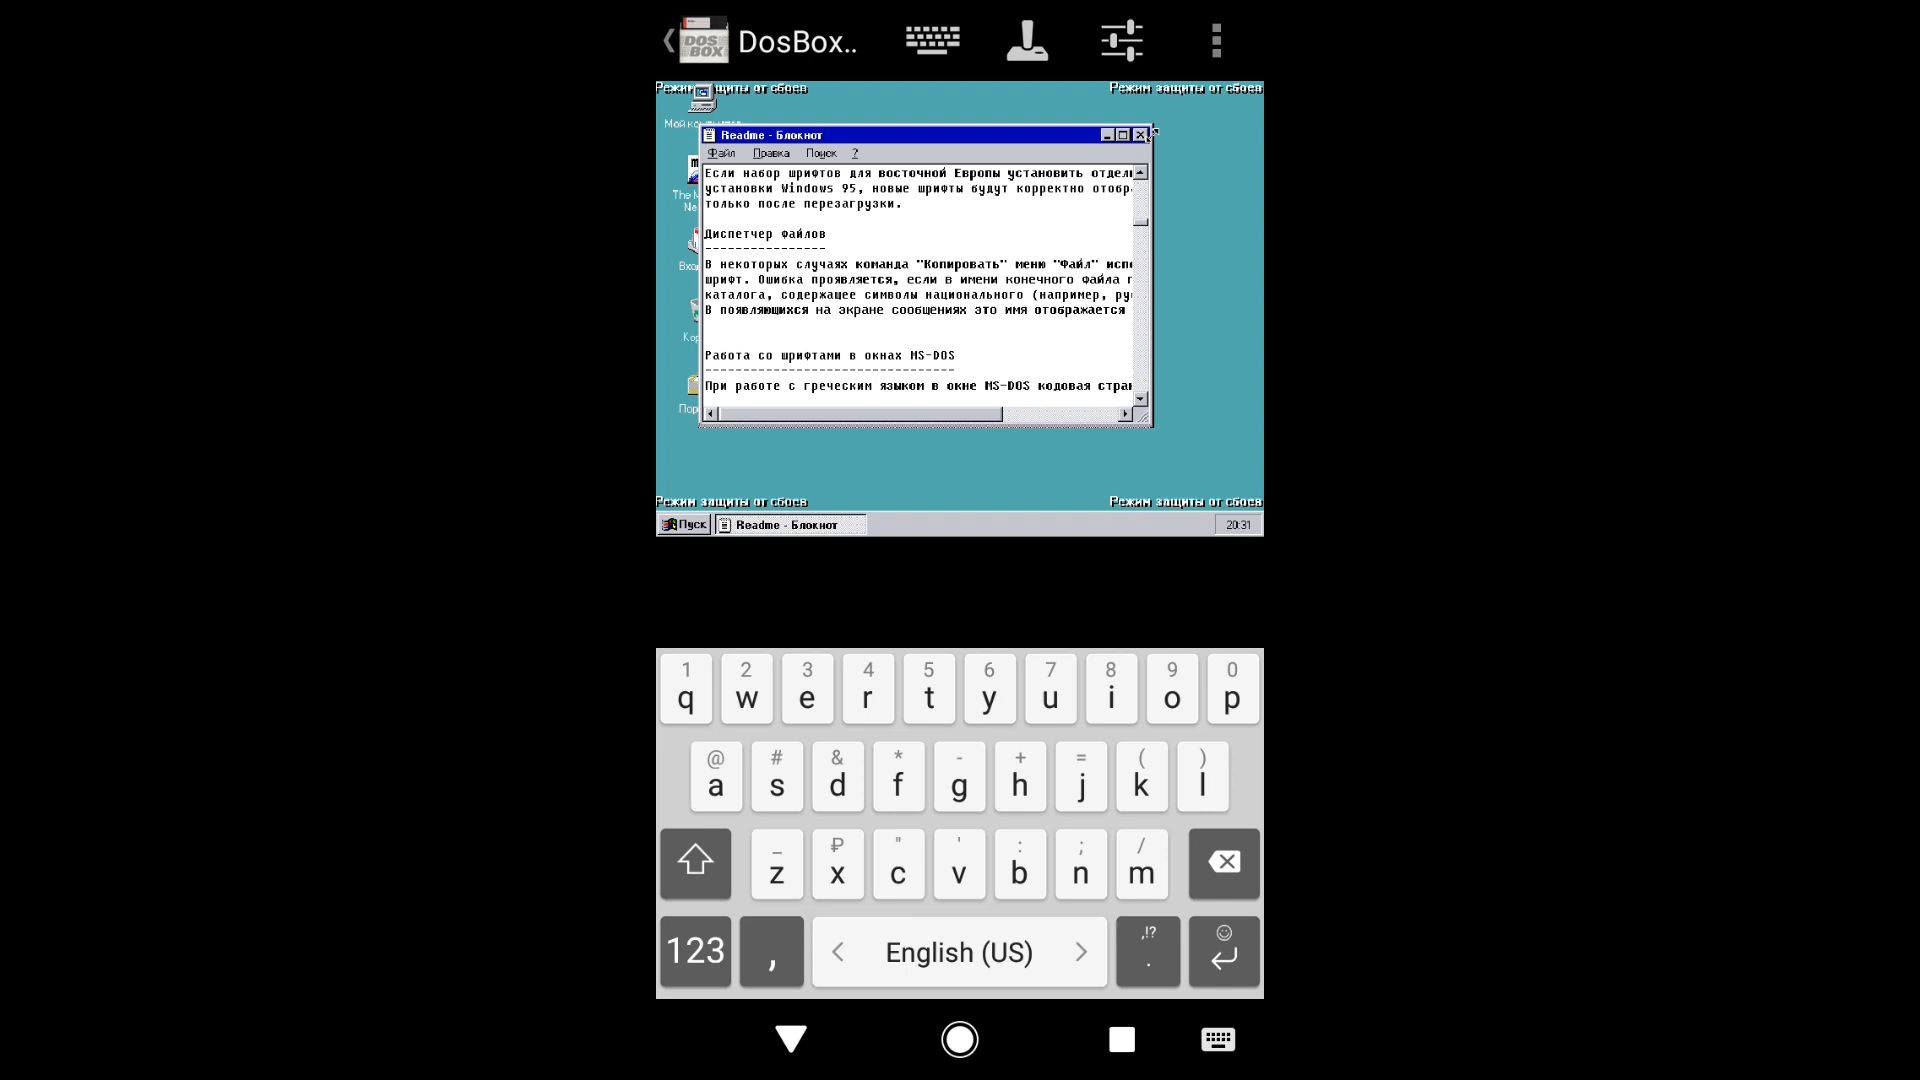 DosBox..
Режим защиты от сбоев
Режим защиты от сбоев
Мой
Readme - Блокнот
Файл Правка Поиск ?
Если набор шрифтов для восточной Европы установить
установки Windows 95, новые шрифты будут корректно
только после перезагрузки.
The
Диспетчер файлов
----------------
В некоторых случаях команда "Копировать" меню "Файл"
шрифт. Ошибка проявляется, если в имени конечного файла
каталога, содержащее символы национального (например,
В появляющихся на экране сообщениях это имя отображается
Работа со шрифтами в окнах MS-DOS
---------------------------------
При работе с греческим языком в окне MS-DOS кодовая
Режим защиты от сбоев
Режим защиты от сбоев
Пуск Readme - Блокнот 20:31
1 2 3 4 5 6 7 8 9 0
q w e r t y u i o p
@ # & * - + = ( )
a s d f g h j k l
_ ₽ " ' : ; /
z x c v b n m
123 , English (US) ,!? .